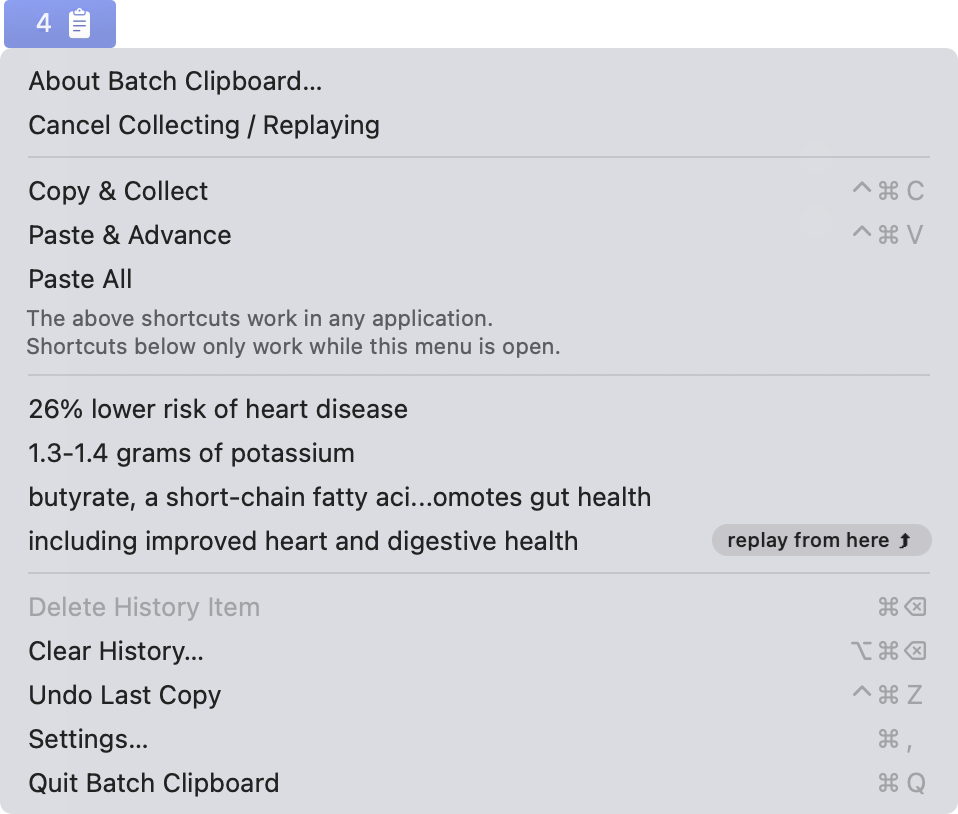 4
About Batch Clipboard...
Cancel Collecting / Replaying
Copy & Collect ^ ⌘ C
Paste & Advance ^ ⌘ V
Paste All
The above shortcuts work in any application.
Shortcuts below only work while this menu is open.
26% lower risk of heart disease
1.3-1.4 grams of potassium
butyrate, a short-chain fatty aci...omotes gut health
including improved heart and digestive health replay from here ⤴
Delete History Item ⌘ ⌫
Clear History... ⌥ ⌘ ⌫
Undo Last Copy ^ ⌘ Z
Settings... ⌘ ,
Quit Batch Clipboard ⌘ Q